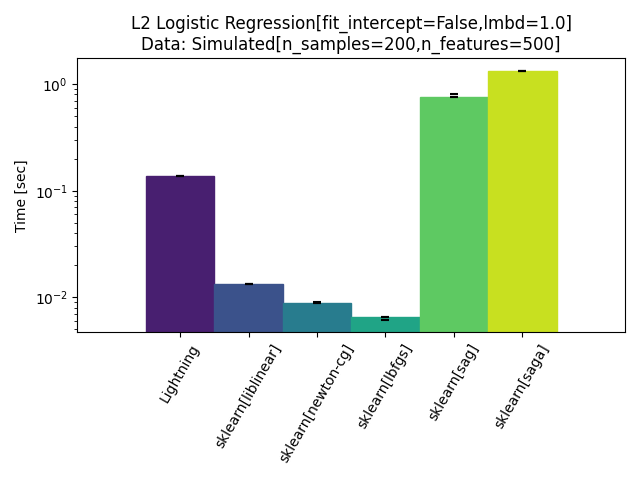 L2 Logistic Regression[fit_intercept=False,lmbd=1.0]
Data: Simulated[n_samples=200,n_features=500]
Time [sec]
10⁰
10⁻¹
10⁻²
Lightning
sklearn[liblinear]
sklearn[newton-cg]
sklearn[lbfgs]
sklearn[sag]
sklearn[saga]